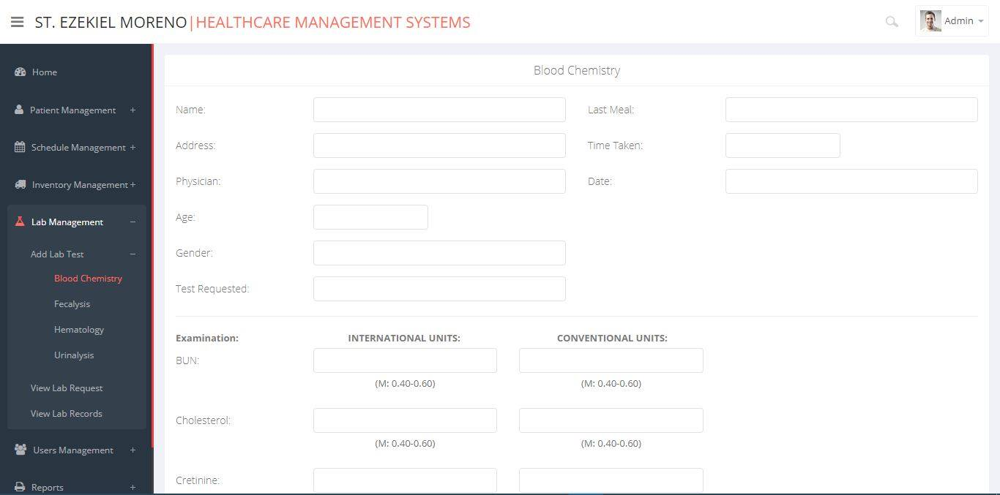 ST. EZEKIEL MORENO|HEALTHCARE MANAGEMENT SYSTEMS
Admin
Home
Patient Management +
Schedule Management +
Inventory Management +
Lab Management −
Add Lab Test −
Blood Chemistry
Fecalysis
Hematology
Urinalysis
View Lab Request
View Lab Records
Users Management +
Reports +
Blood Chemistry
Name:
Last Meal:
Address:
Time Taken:
Physician:
Date:
Age:
Gender:
Test Requested:
Examination: INTERNATIONAL UNITS: CONVENTIONAL UNITS:
BUN:
(M: 0.40-0.60) (M: 0.40-0.60)
Cholesterol:
(M: 0.40-0.60) (M: 0.40-0.60)
Cretinine: